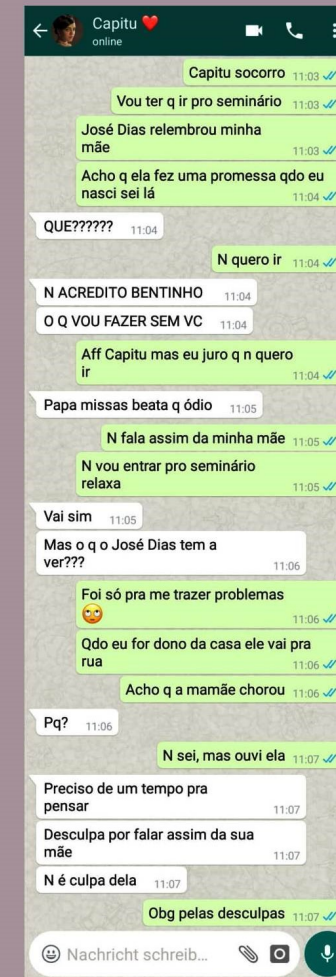 Capitu ❤️
online
Capitu socorro 11:03
Vou ter q ir pro seminário 11:03
José Dias relembrou minha
mãe 11:03
Acho q ela fez uma promessa qdo eu
nasci sei lá 11:04
QUE?????? 11:04
N quero ir 11:04
N ACREDITO BENTINHO 11:04
O Q VOU FAZER SEM VC 11:04
Aff Capitu mas eu juro q n quero
ir 11:04
Papa missas beata q ódio 11:05
N fala assim da minha mãe 11:05
N vou entrar pro seminário
relaxa 11:05
Vai sim 11:05
Mas o q o José Dias tem a
ver??? 11:06
Foi só pra me trazer problemas
🙄 11:06
Qdo eu for dono da casa ele vai pra
rua 11:06
Acho q a mamãe chorou 11:06
Pq? 11:06
N sei, mas ouvi ela 11:07
Preciso de um tempo pra
pensar 11:07
Desculpa por falar assim da sua
mãe 11:07
N é culpa dela 11:07
Obg pelas desculpas 11:07
Nachricht schreib...